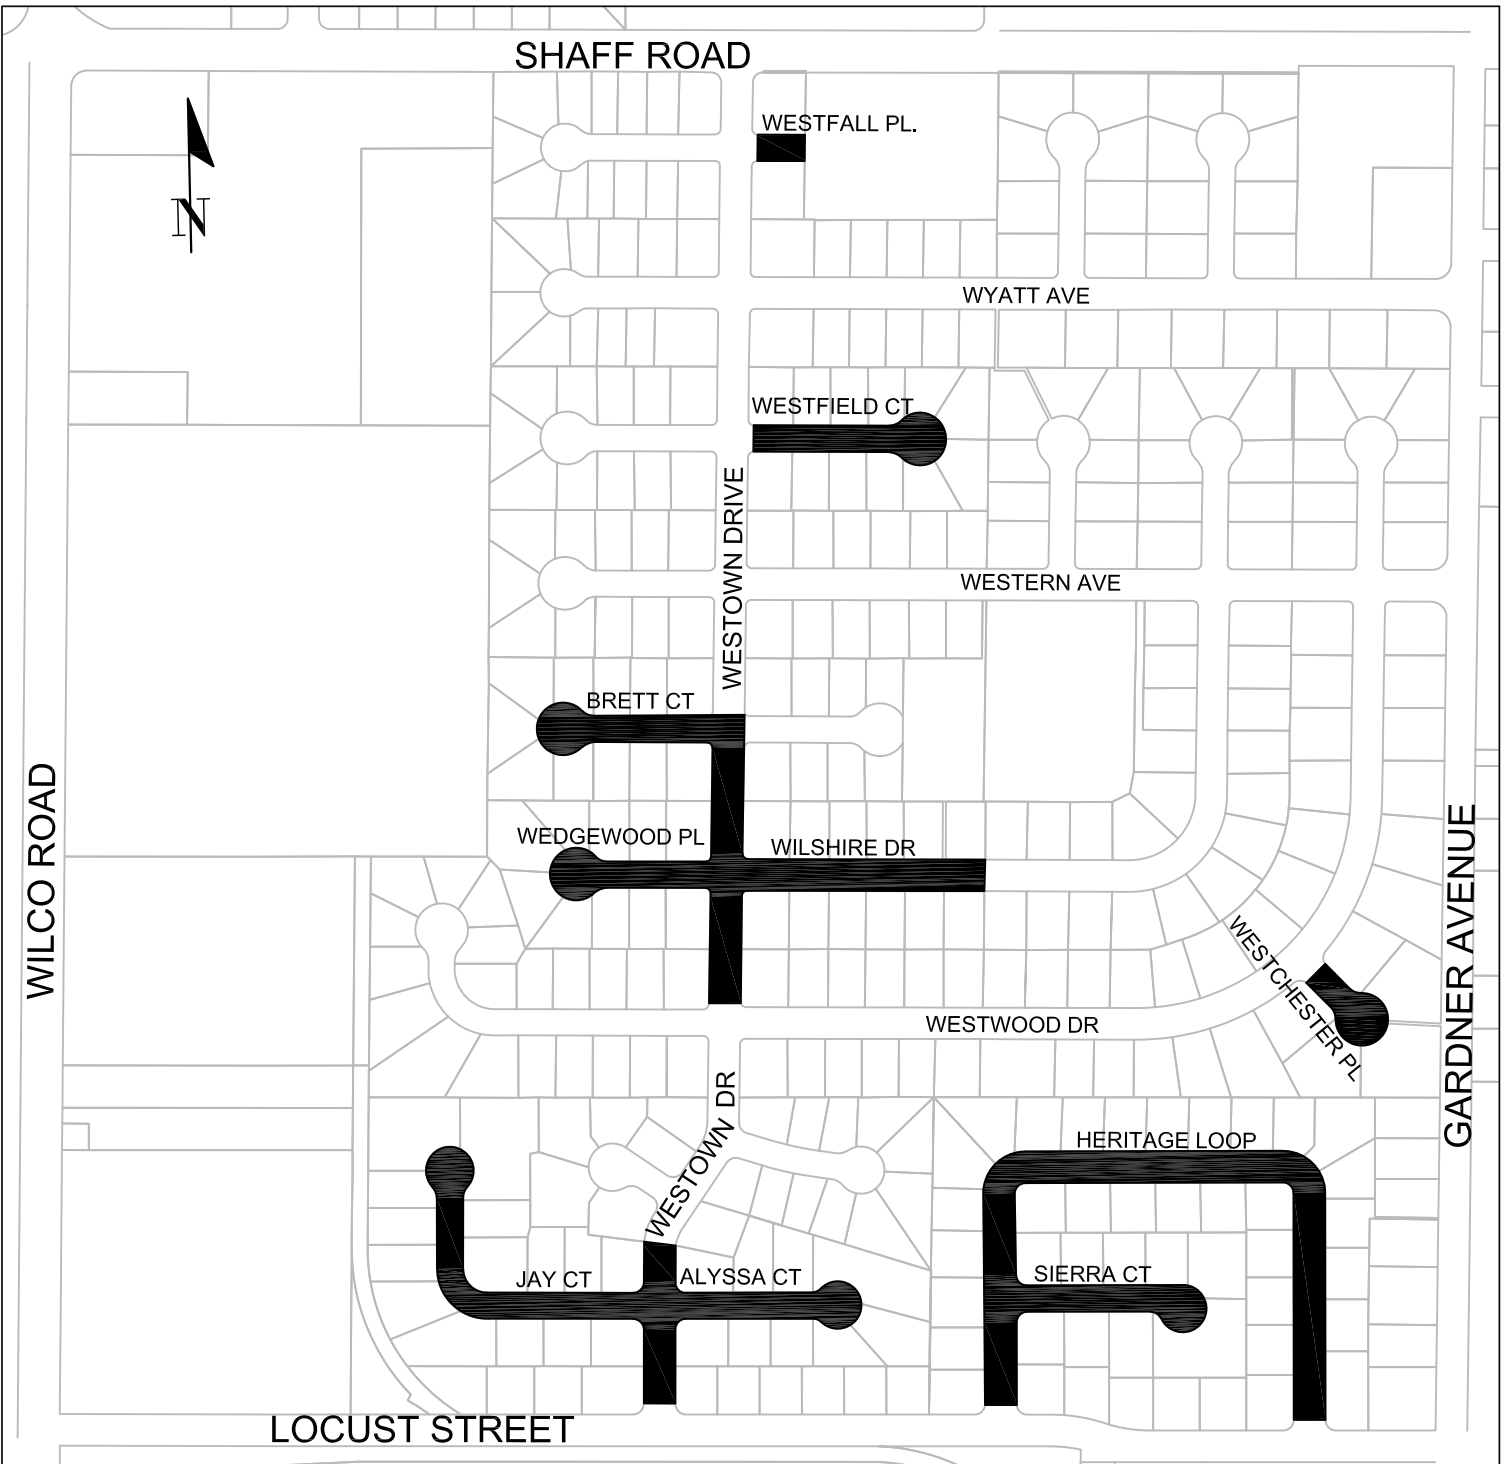 SHAFF ROAD
WESTFALL PL.
N
WYATT AVE
WESTFIELD CT
WESTOWN DRIVE
WESTERN AVE
BRETT CT
WEDGEWOOD PL
WILSHIRE DR
WILCO ROAD
GARDNER AVENUE
WESTCHESTER PL
WESTWOOD DR
WESTOWN DR
HERITAGE LOOP
JAY CT
ALYSSA CT
SIERRA CT
LOCUST STREET